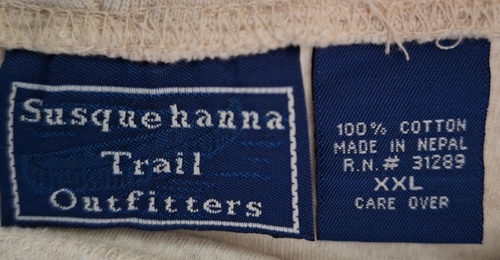 Susquehanna
Trail
Outfitters
100% COTTON
MADE IN NEPAL
R.N.# 31289
XXL
CARE OVER